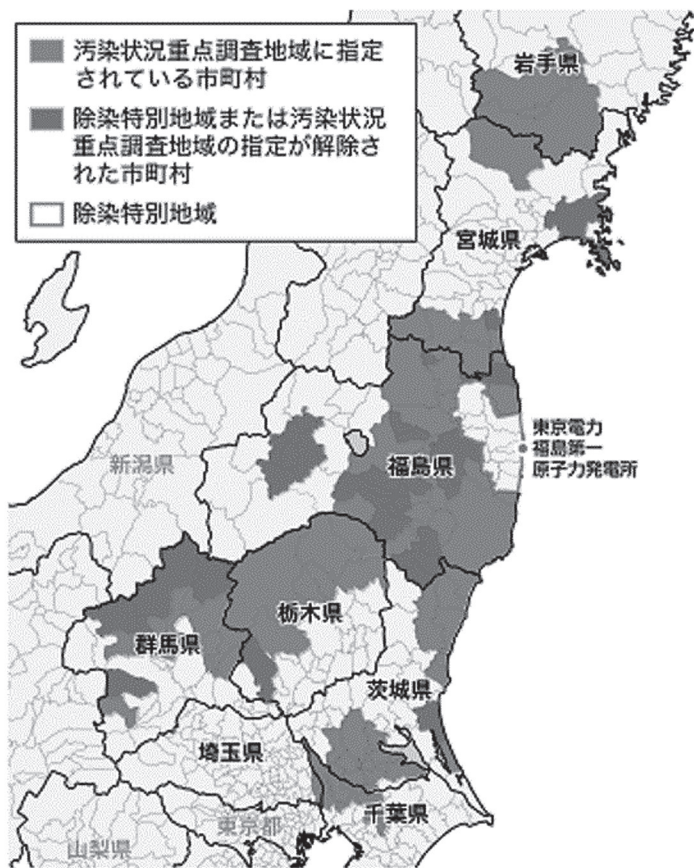 汚染状況重点調査地域に指定
されている市町村
除染特別地域または汚染状況
重点調査地域の指定が解除さ
れた市町村
除染特別地域
岩手県
宮城県
東京電力
福島第一
原子力発電所
新潟県
福島県
栃木県
群馬県
茨城県
埼玉県
千葉県
東京都
山梨県